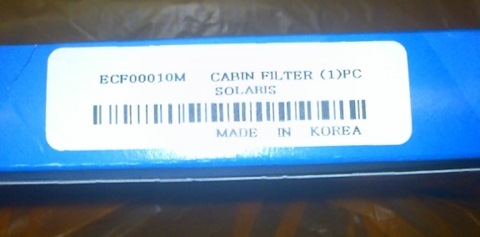 ECF00010M CABIN FILTER (1)PC
SOLARIS
MADE IN KOREA